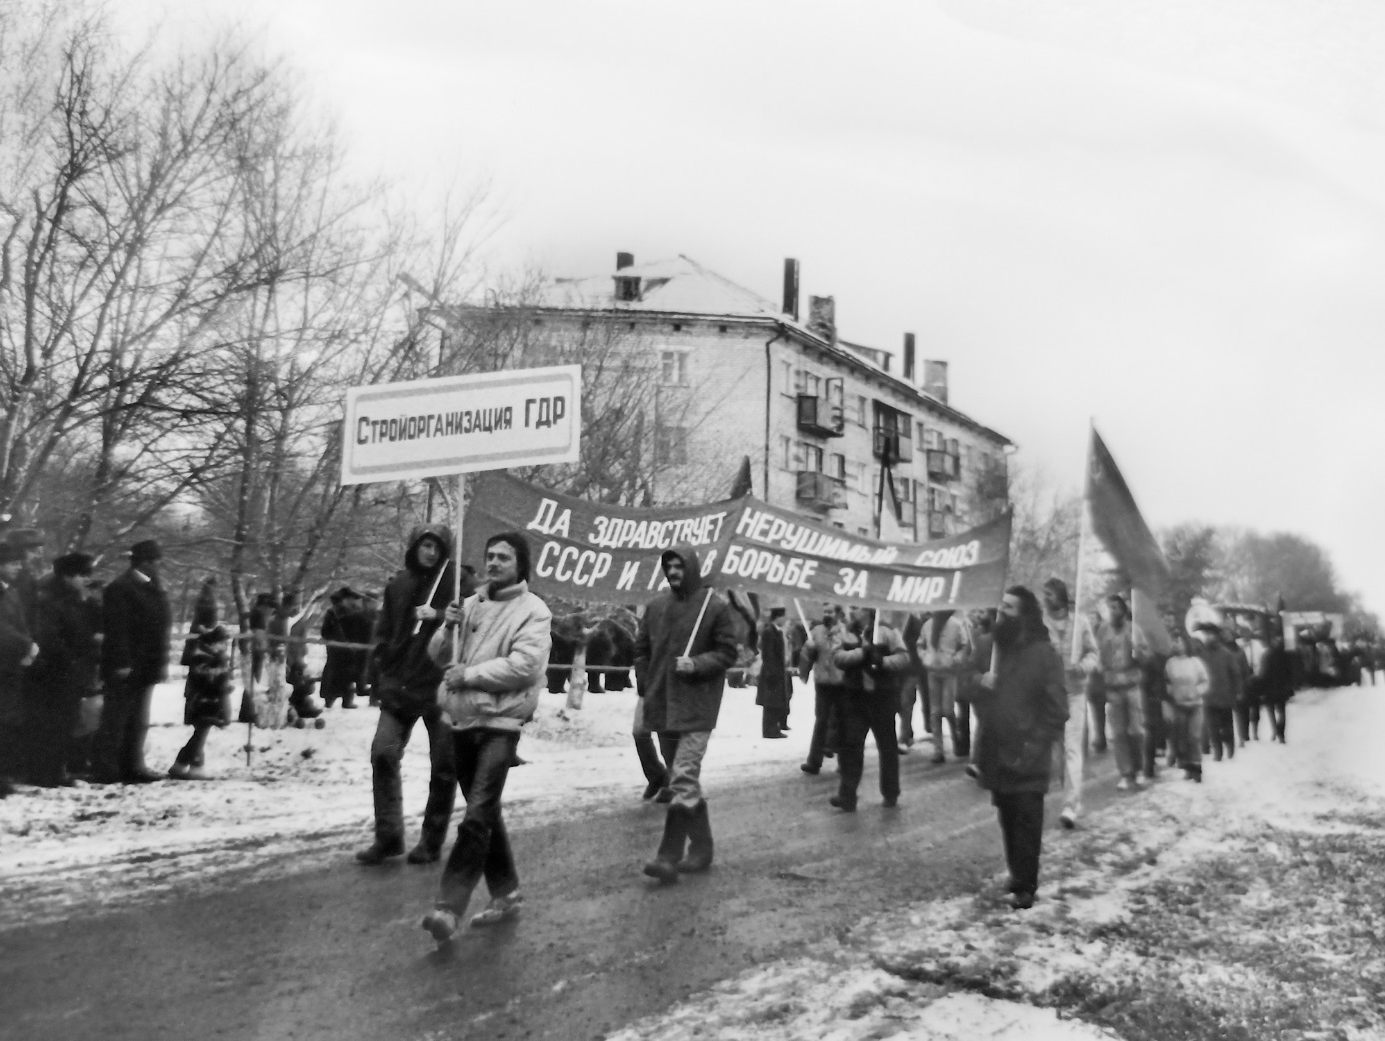 СТРОЙОРГАНИЗАЦИЯ ГДР
ДА ЗДРАВСТВУЕТ НЕРУШИМЫЙ СОЮЗ
СССР И В БОРЬБЕ ЗА МИР!